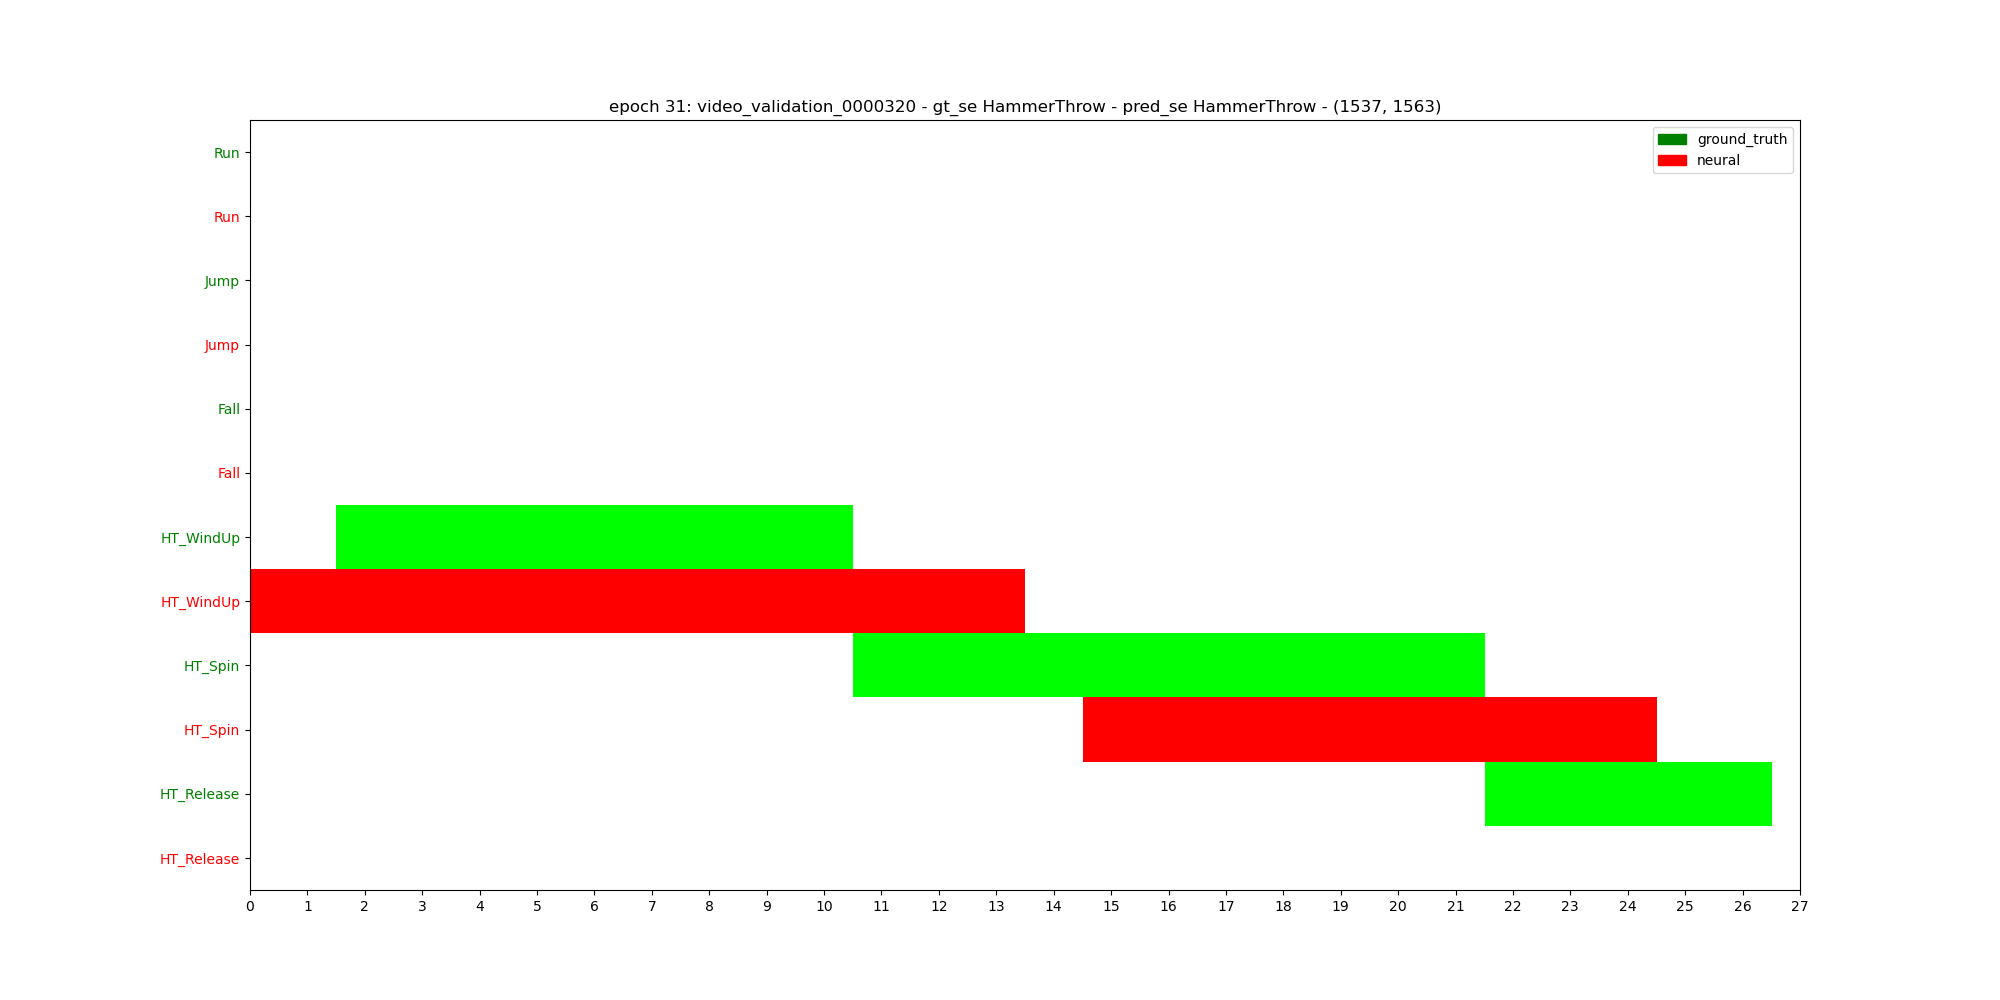 epoch 31: video_validation_0000320 - gt_se HammerThrow - pred_se HammerThrow - (1537, 1563)
ground_truth
neural
Run
Run
Jump
Jump
Fall
Fall
HT_WindUp
HT_WindUp
HT_Spin
HT_Spin
HT_Release
HT_Release
0 1 2 3 4 5 6 7 8 9 10 11 12 13 14 15 16 17 18 19 20 21 22 23 24 25 26 27